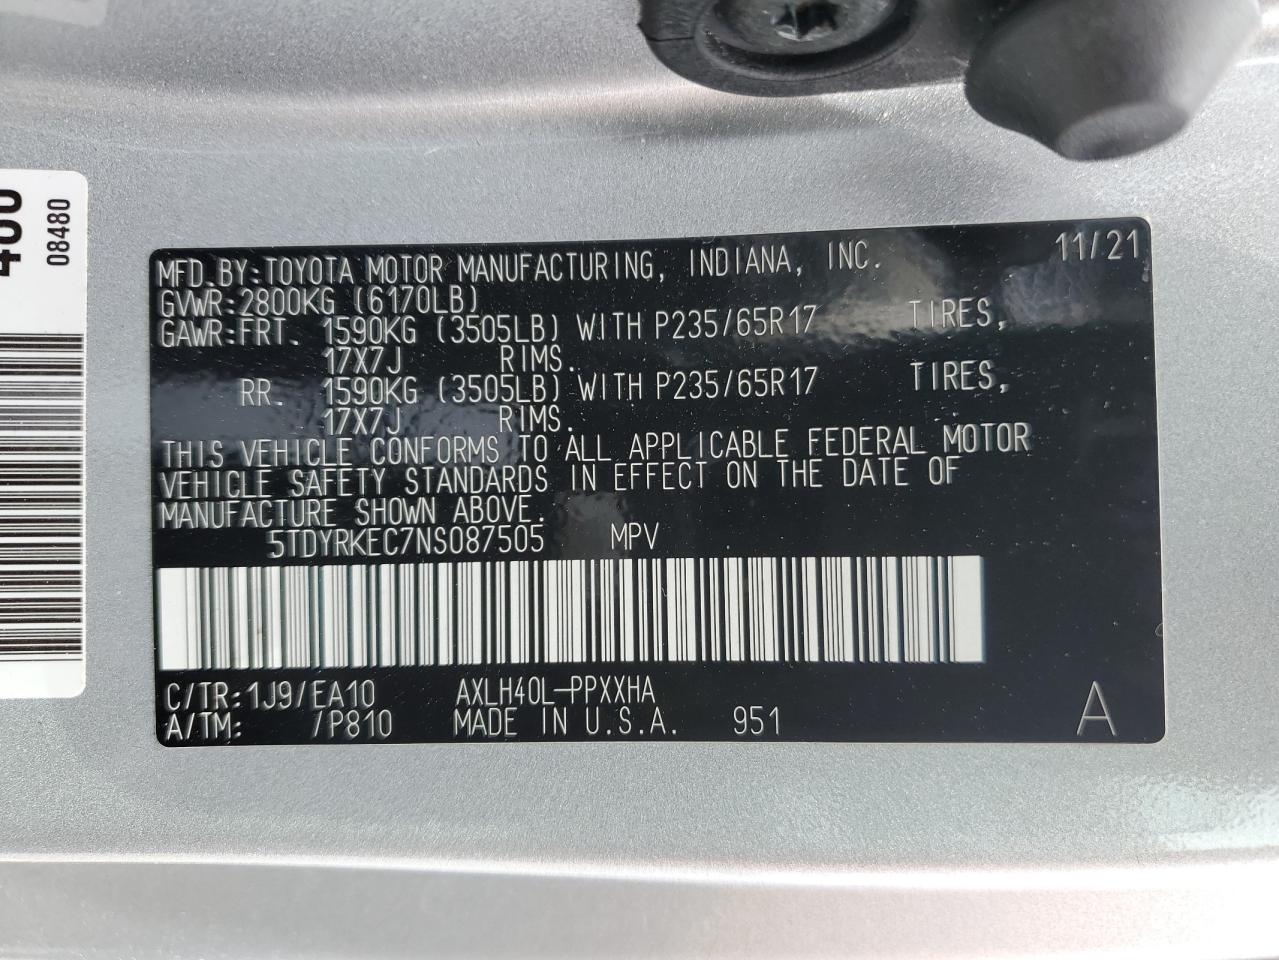 MFD.BY:TOYOTA MOTOR MANUFACTURING, INDIANA, INC. 11/21
GVWR:2800KG (6170LB)
GAWR:FRT. 1590KG (3505LB) WITH P235/65R17 TIRES,
17X7J RIMS.
RR. 1590KG (3505LB) WITH P235/65R17 TIRES,
17X7J RIMS.
THIS VEHICLE CONFORMS TO ALL APPLICABLE FEDERAL MOTOR
VEHICLE SAFETY STANDARDS IN EFFECT ON THE DATE OF
MANUFACTURE SHOWN ABOVE.
5TDYRKEC7NS087505 MPV
C/TR:1J9/EA10 AXLH40L-PPXXHA
A/TM: /P810 MADE IN U.S.A. 951 A
08480